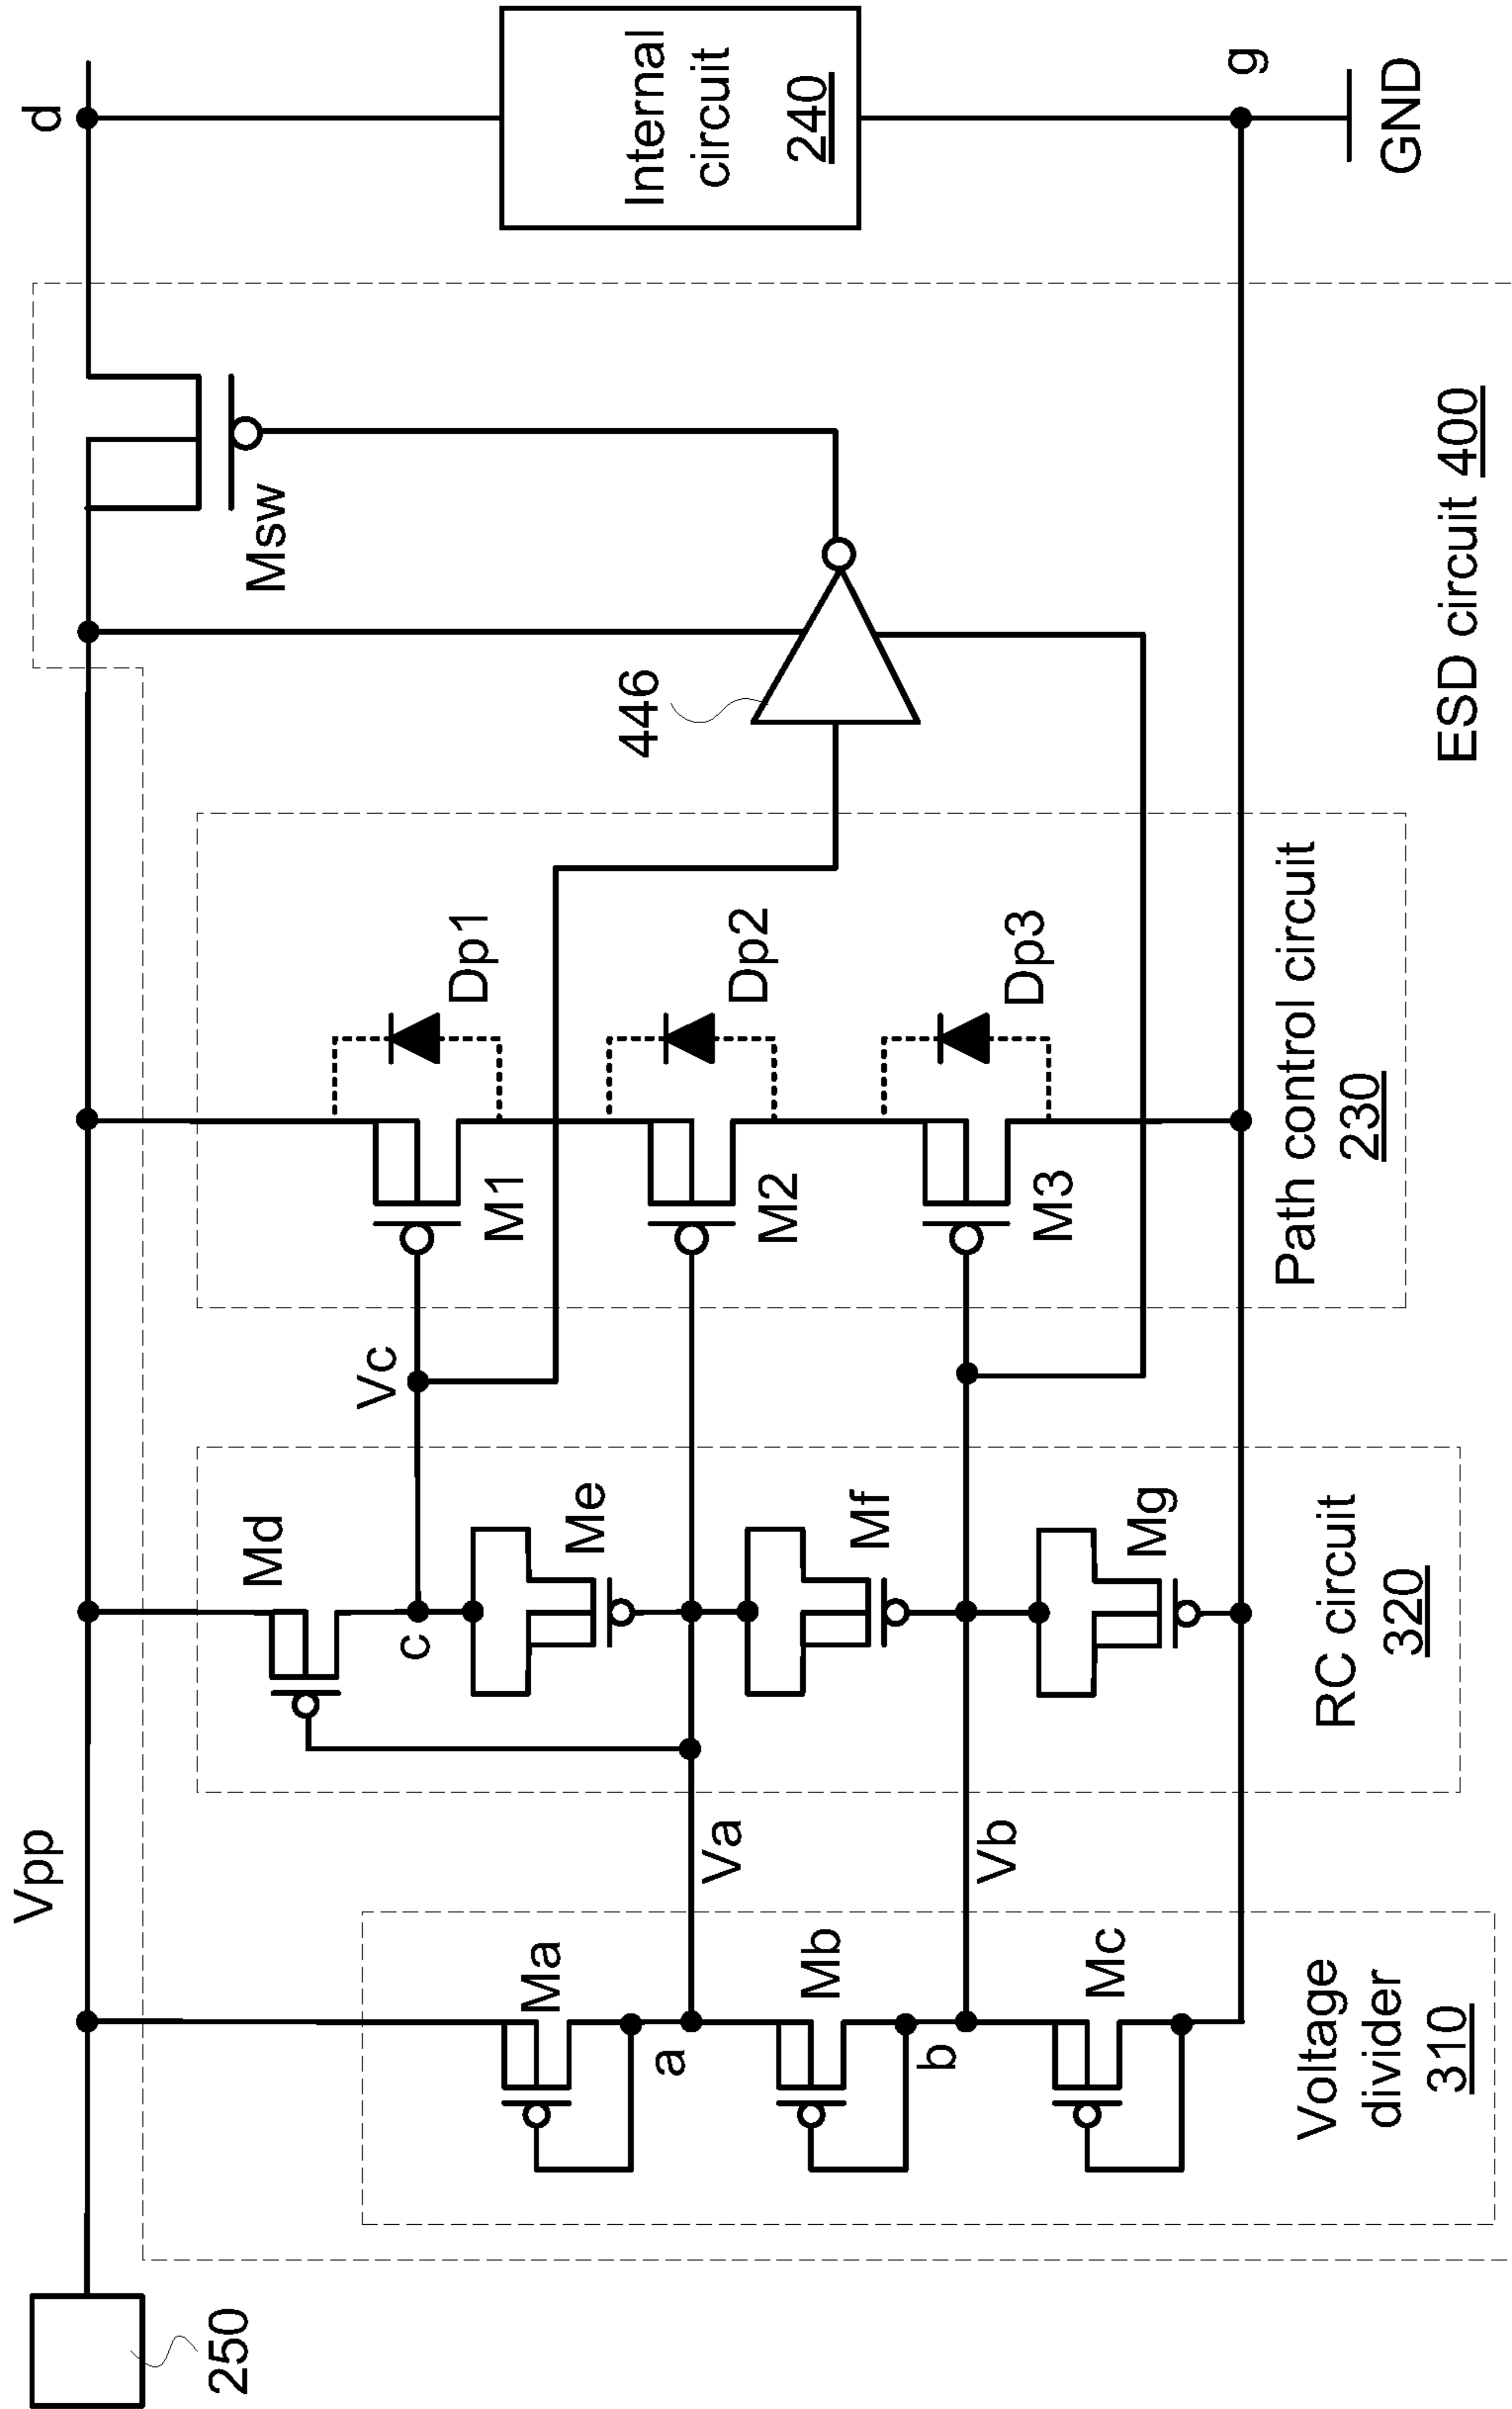 250
Vpp
d
Voltage
divider
310
Ma
Mb
Mc
a
b
Va
Vb
RC circuit
320
Md
Me
Mf
Mg
c
Vc
Path control circuit
230
M1
M2
M3
Dp1
Dp2
Dp3
446
Msw
ESD circuit 400
Internal
circuit
240
g
GND